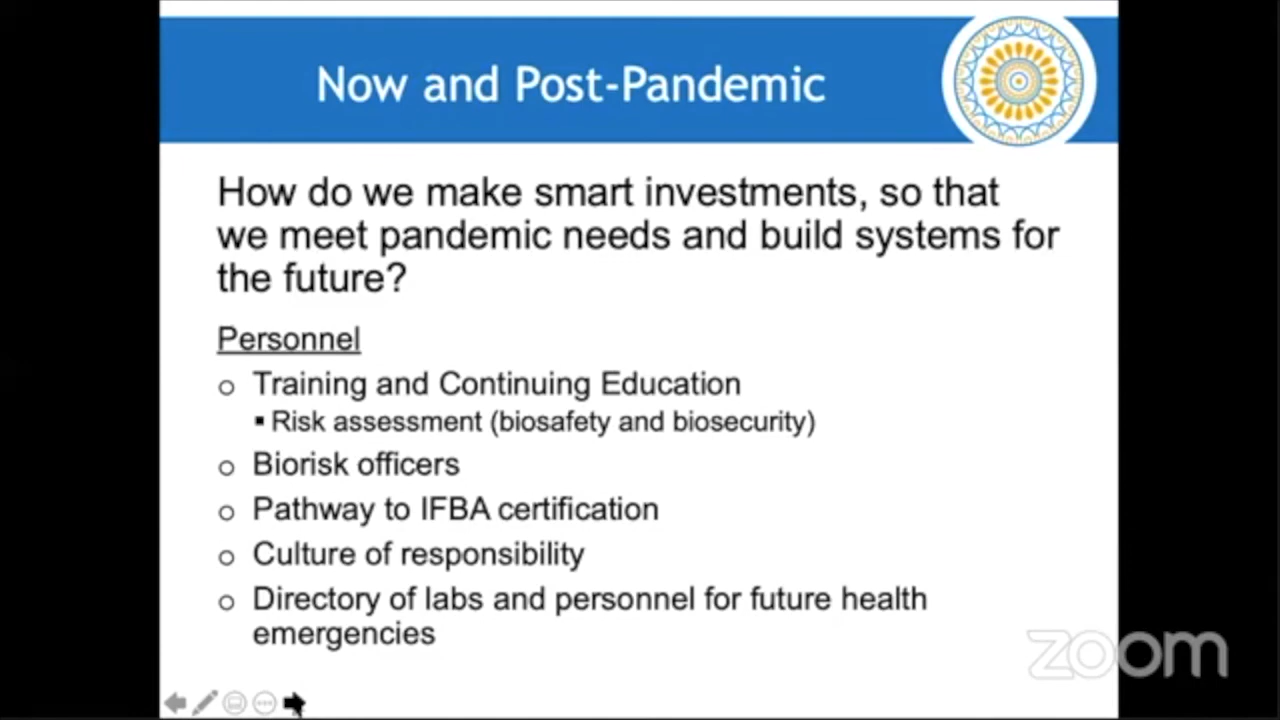 Now and Post-Pandemic
How do we make smart investments, so that
we meet pandemic needs and build systems for
the future?
Personnel
o Training and Continuing Education
▪ Risk assessment (biosafety and biosecurity)
o Biorisk officers
o Pathway to IFBA certification
o Culture of responsibility
o Directory of labs and personnel for future health
emergencies
zoom